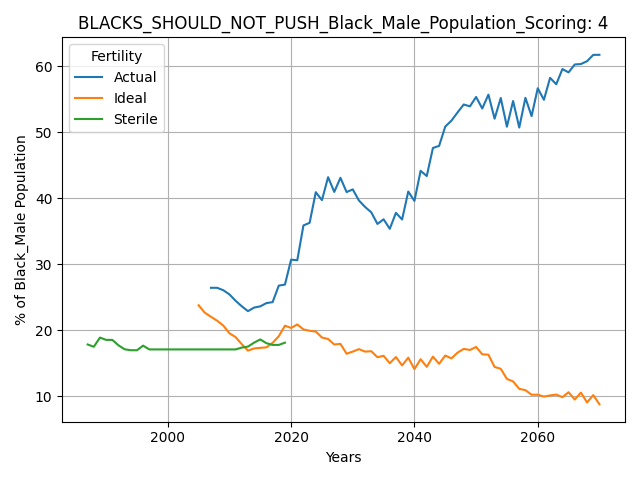 BLACKS_SHOULD_NOT_PUSH_Black_Male_Population_Scoring: 4
Fertility
Actual
Ideal
Sterile
% of Black_Male Population
60
50
40
30
20
10
2000 2020 2040 2060
Years